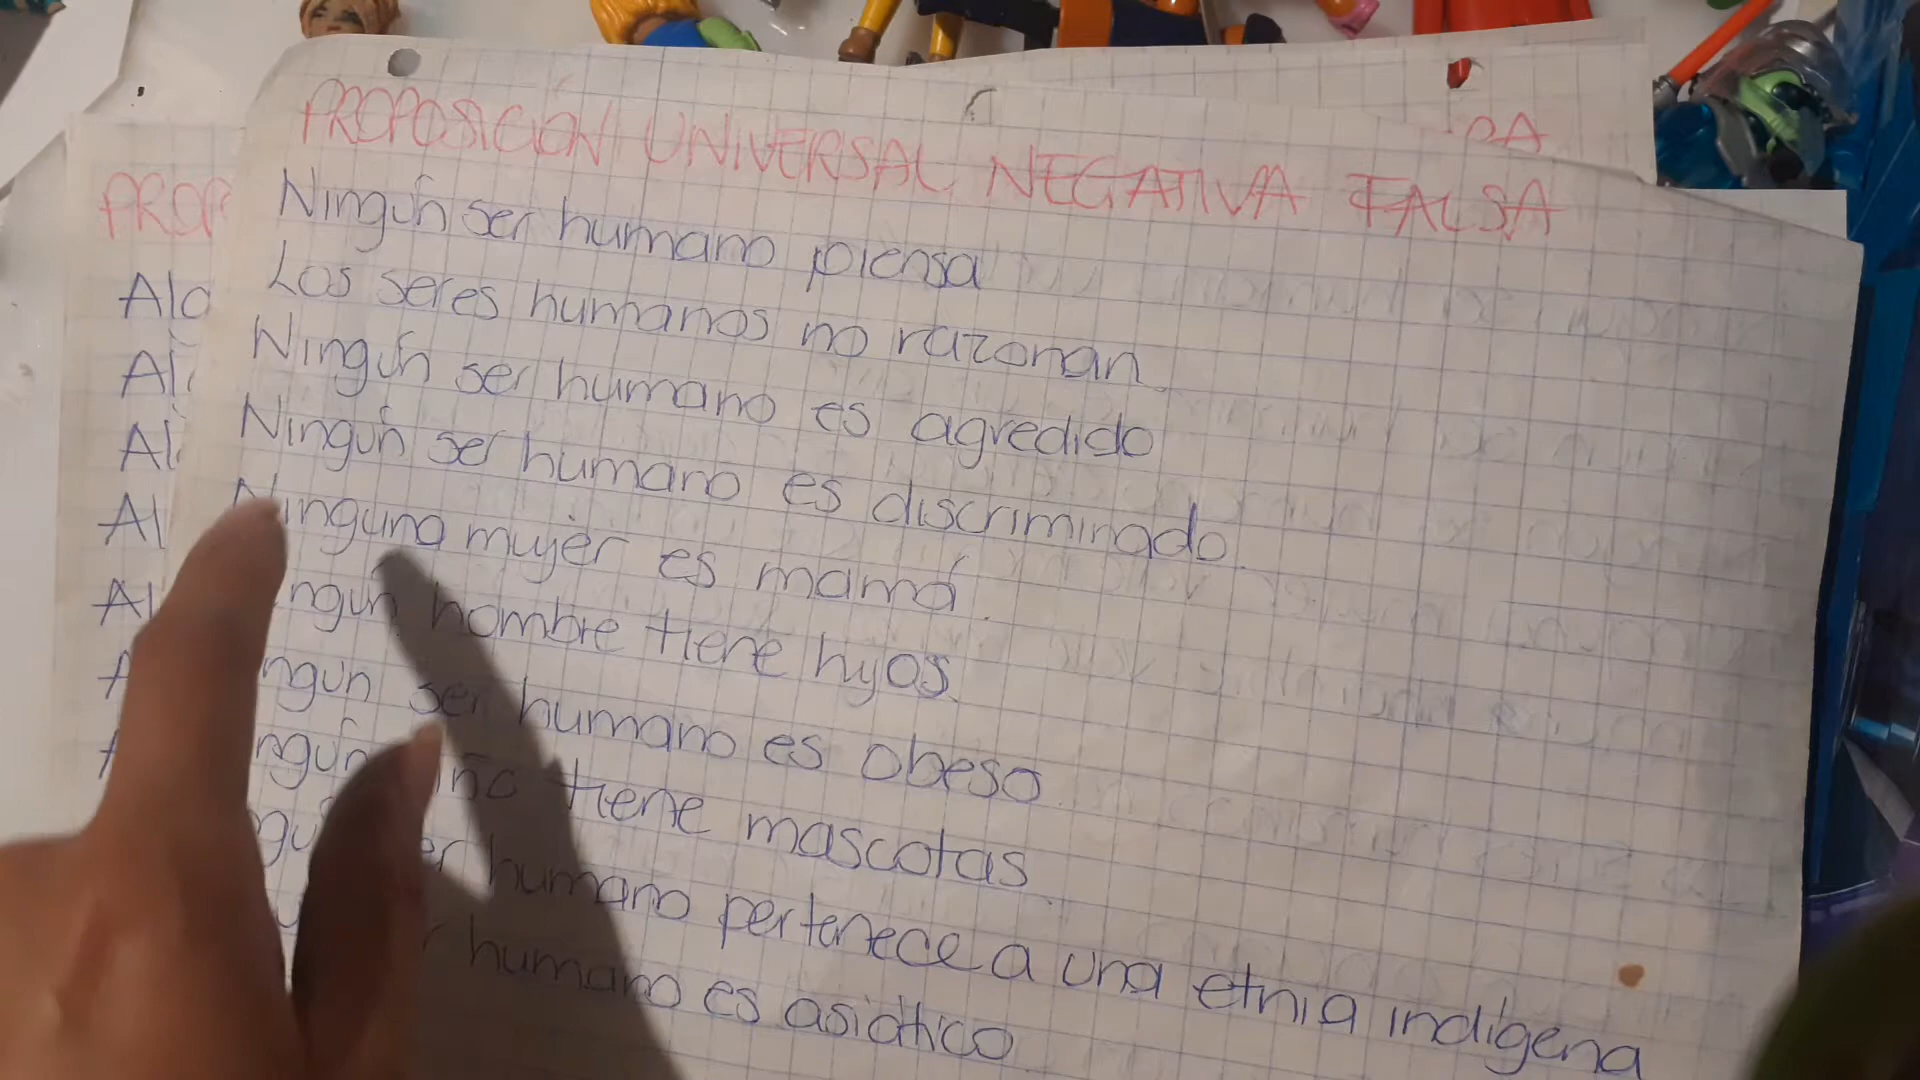 PROPOSICIÓN UNIVERSAL NEGATIVA FALSA
Ningún ser humano piensa
Los seres humanos no razonan.
Ningún ser humano es agredido
Ningún ser humano es discriminado.
Ninguna mujer es mamá.
hombre tiene hijos.
ser humano es obeso
tiene mascotas
humano pertenece a una etnia indígena
humano es asiático